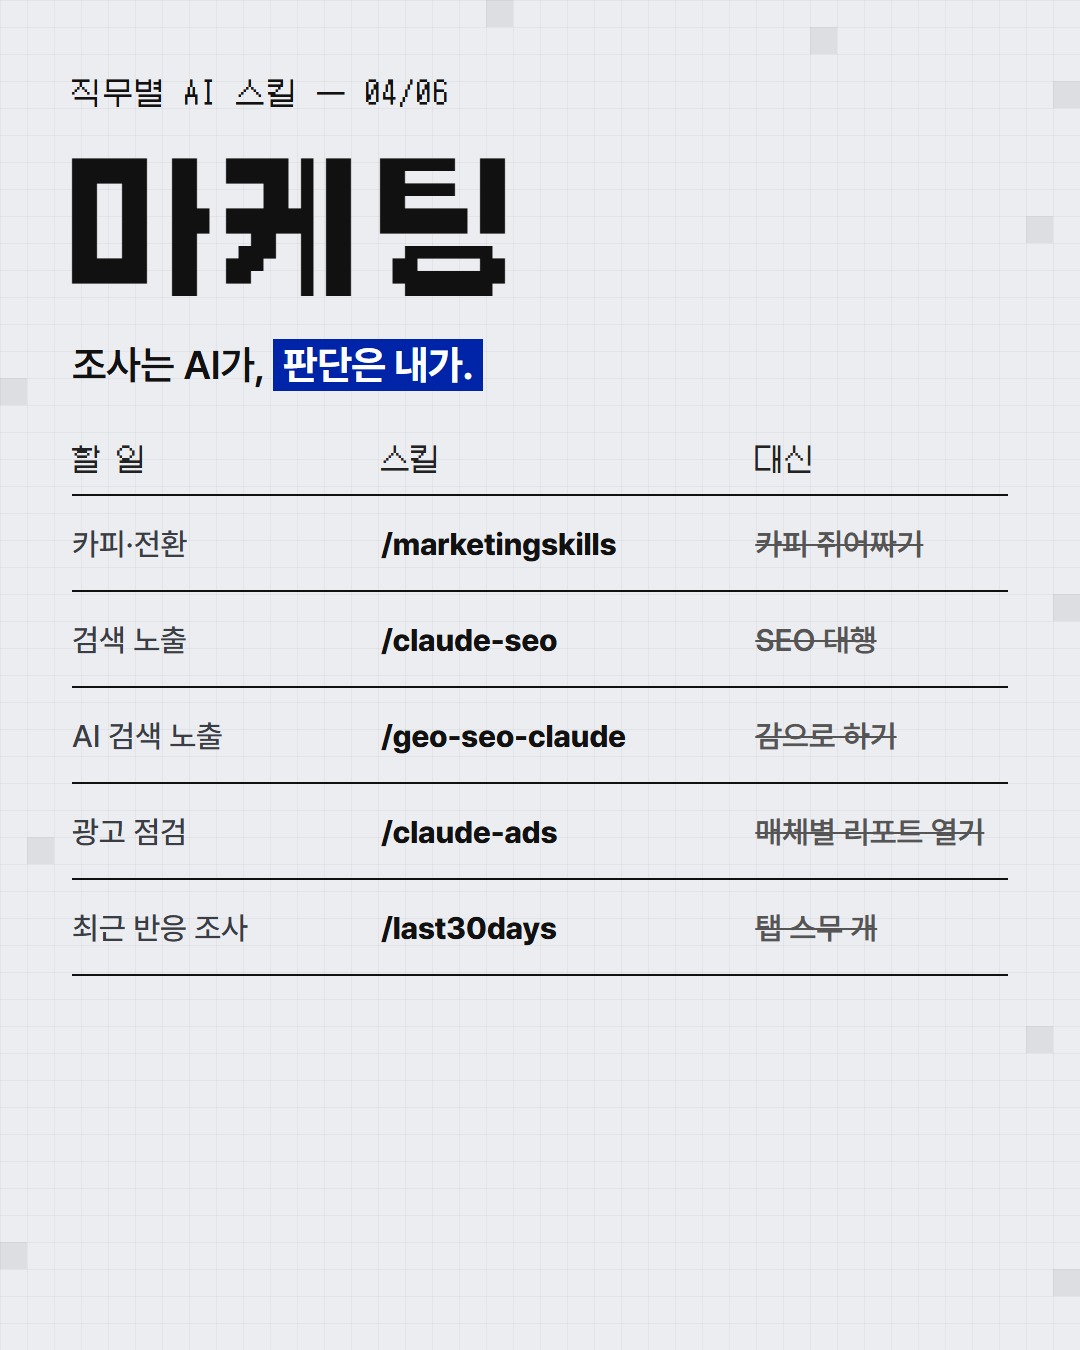 직무별 AI 스킬 — 04/06
마케팅
조사는 AI가, 판단은 내가.
할 일 스킬 대신
카피·전환 /marketingskills 카피 쥐어짜기
검색 노출 /claude-seo SEO 대행
AI 검색 노출 /geo-seo-claude 감으로 하기
광고 점검 /claude-ads 매체별 리포트 열기
최근 반응 조사 /last30days 탭 스무 개